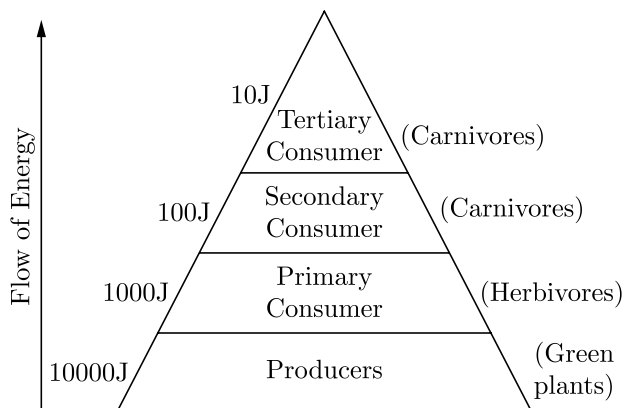 10J
Tertiary
Consumer
(Carnivores)
100J
Secondary
Consumer
(Carnivores)
Flow of Energy
1000J
Primary
Consumer
(Herbivores)
10000J
Producers
(Green
plants)